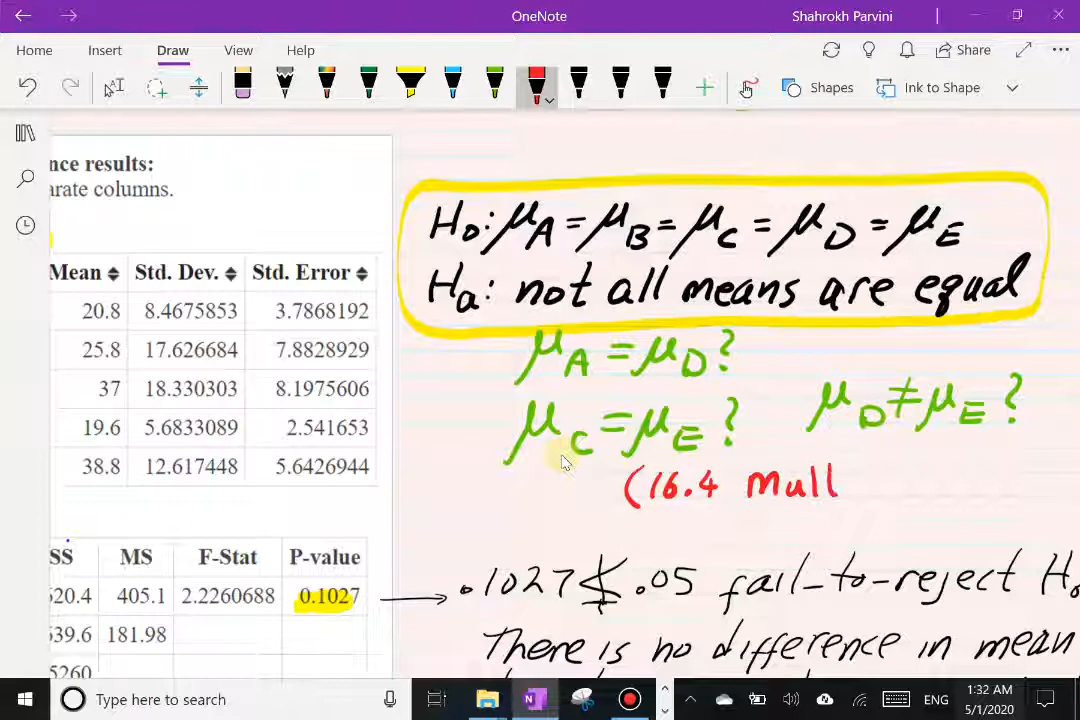 OneNote
Shahrokh Parvini
Home Insert Draw View Help
Share
Shapes
Ink to Shape
nce results:
arate columns.
Mean Std. Dev. Std. Error
20.8 8.4675853 3.7868192
25.8 17.626684 7.8828929
37 18.330303 8.1975606
19.6 5.6833089 2.541653
38.8 12.617448 5.6426944
SS MS F-Stat P-value
620.4 405.1 2.2260688 0.1027
639.6 181.98
5260
H₀: μA = μB = μC = μD = μE
Ha: not all means are equal
μA = μD?
μC = μE? μD ≠ μE?
(16.4 mull
.1027 ≰ .05 fail-to-reject H₀
There is no difference in mean
Type here to search
ENG
1:32 AM
5/1/2020